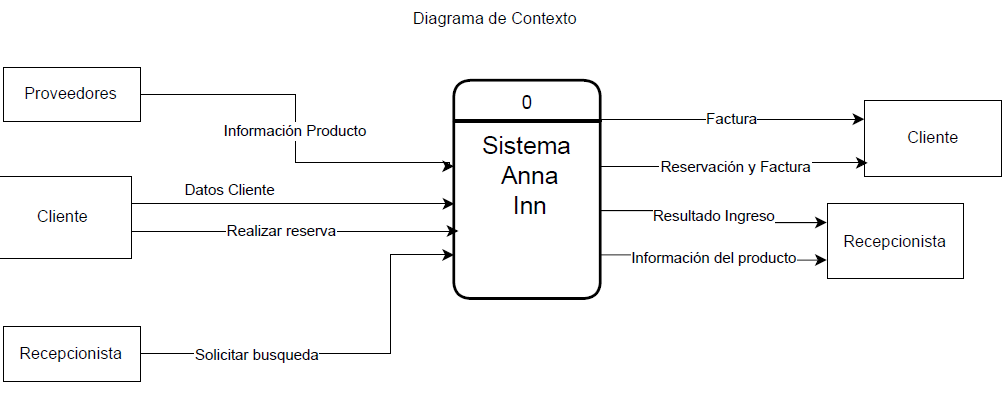 Diagrama de Contexto
Proveedores
Información Producto
Cliente
Datos Cliente
Realizar reserva
Recepcionista
Solicitar busqueda
0
Sistema
Anna
Inn
Factura
Reservación y Factura
Cliente
Resultado Ingreso
Información del producto
Recepcionista